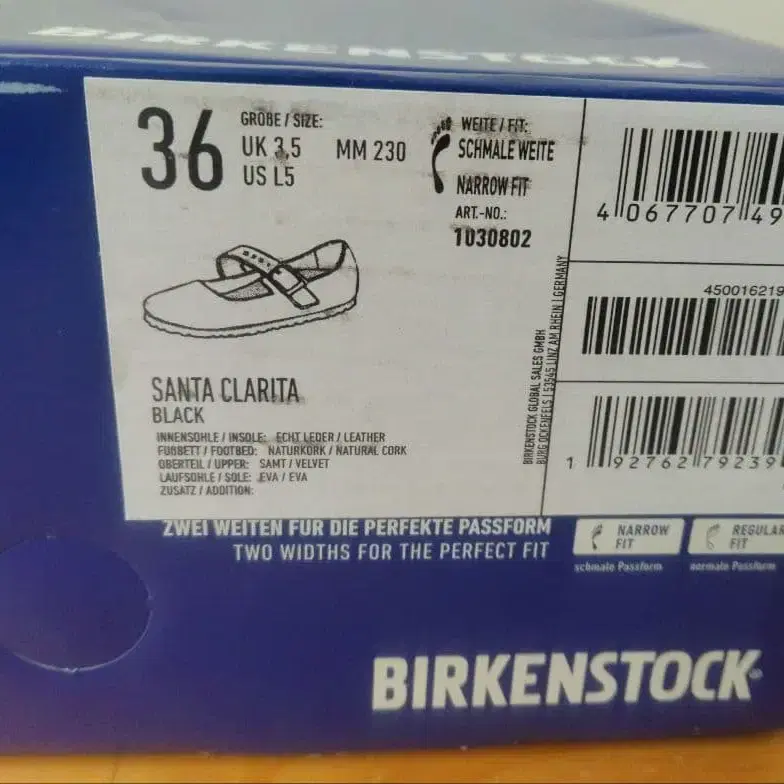 BIRKENSTOCK
36
GRÖBE / SIZE:
UK 3,5
US L5
MM 230
WEITE / FIT:
SCHMALE WEITE
NARROW FIT
ART.-NO.:
1030802
4 067707 49
450016219
1 92762 79239
SANTA CLARITA
BLACK
INNENSOHLE / INSOLE: ECHT LEDER / LEATHER
FUßBETT / FOOTBED: NATURKORK / NATURAL CORK
OBERTEIL / UPPER: SAMT / VELVET
LAUFSOHLE / SOLE: EVA / EVA
ZUSATZ / ADDITION:
BIRKENSTOCK GLOBAL SALES GMBH
BURG OCKENFELS | 53545 LINZ AM RHEIN | GERMANY
ZWEI WEITEN FÜR DIE PERFEKTE PASSFORM
TWO WIDTHS FOR THE PERFECT FIT
NARROW
FIT
schmale Passform
REGULAR
FIT
normale Passform
BIRKENSTOCK